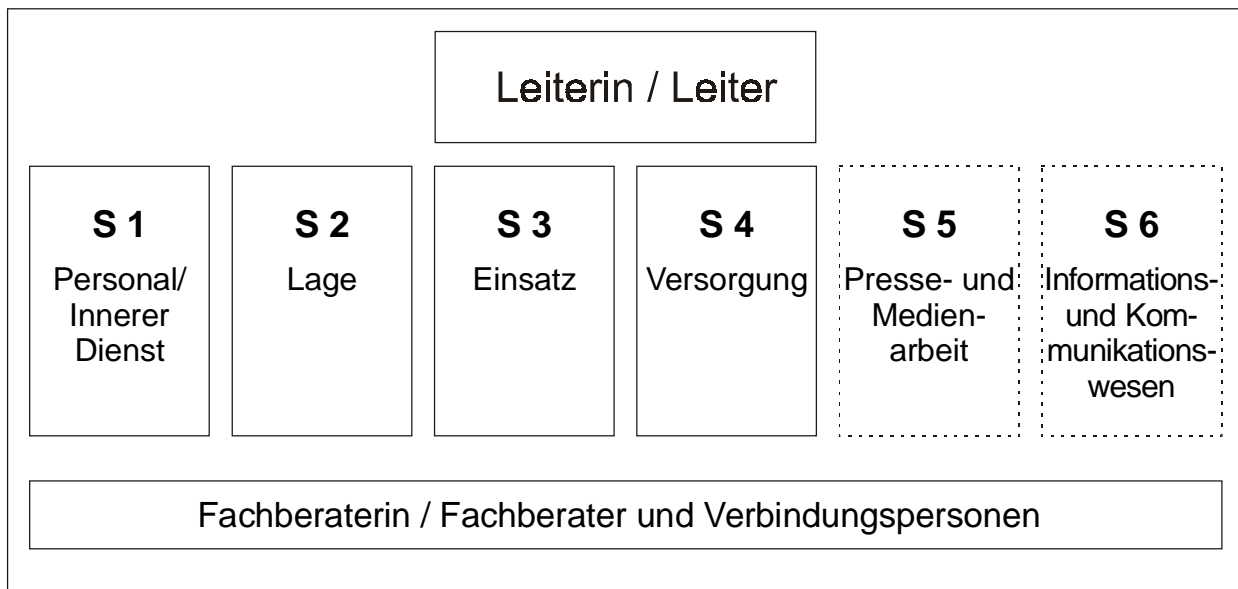 Leiterin / Leiter
S 1
Personal/
Innerer
Dienst
S 2
Lage
S 3
Einsatz
S 4
Versorgung
S 5
Presse- und
Medien-
arbeit
S 6
Informations-
und Kom-
munikations-
wesen
Fachberaterin / Fachberater und Verbindungspersonen